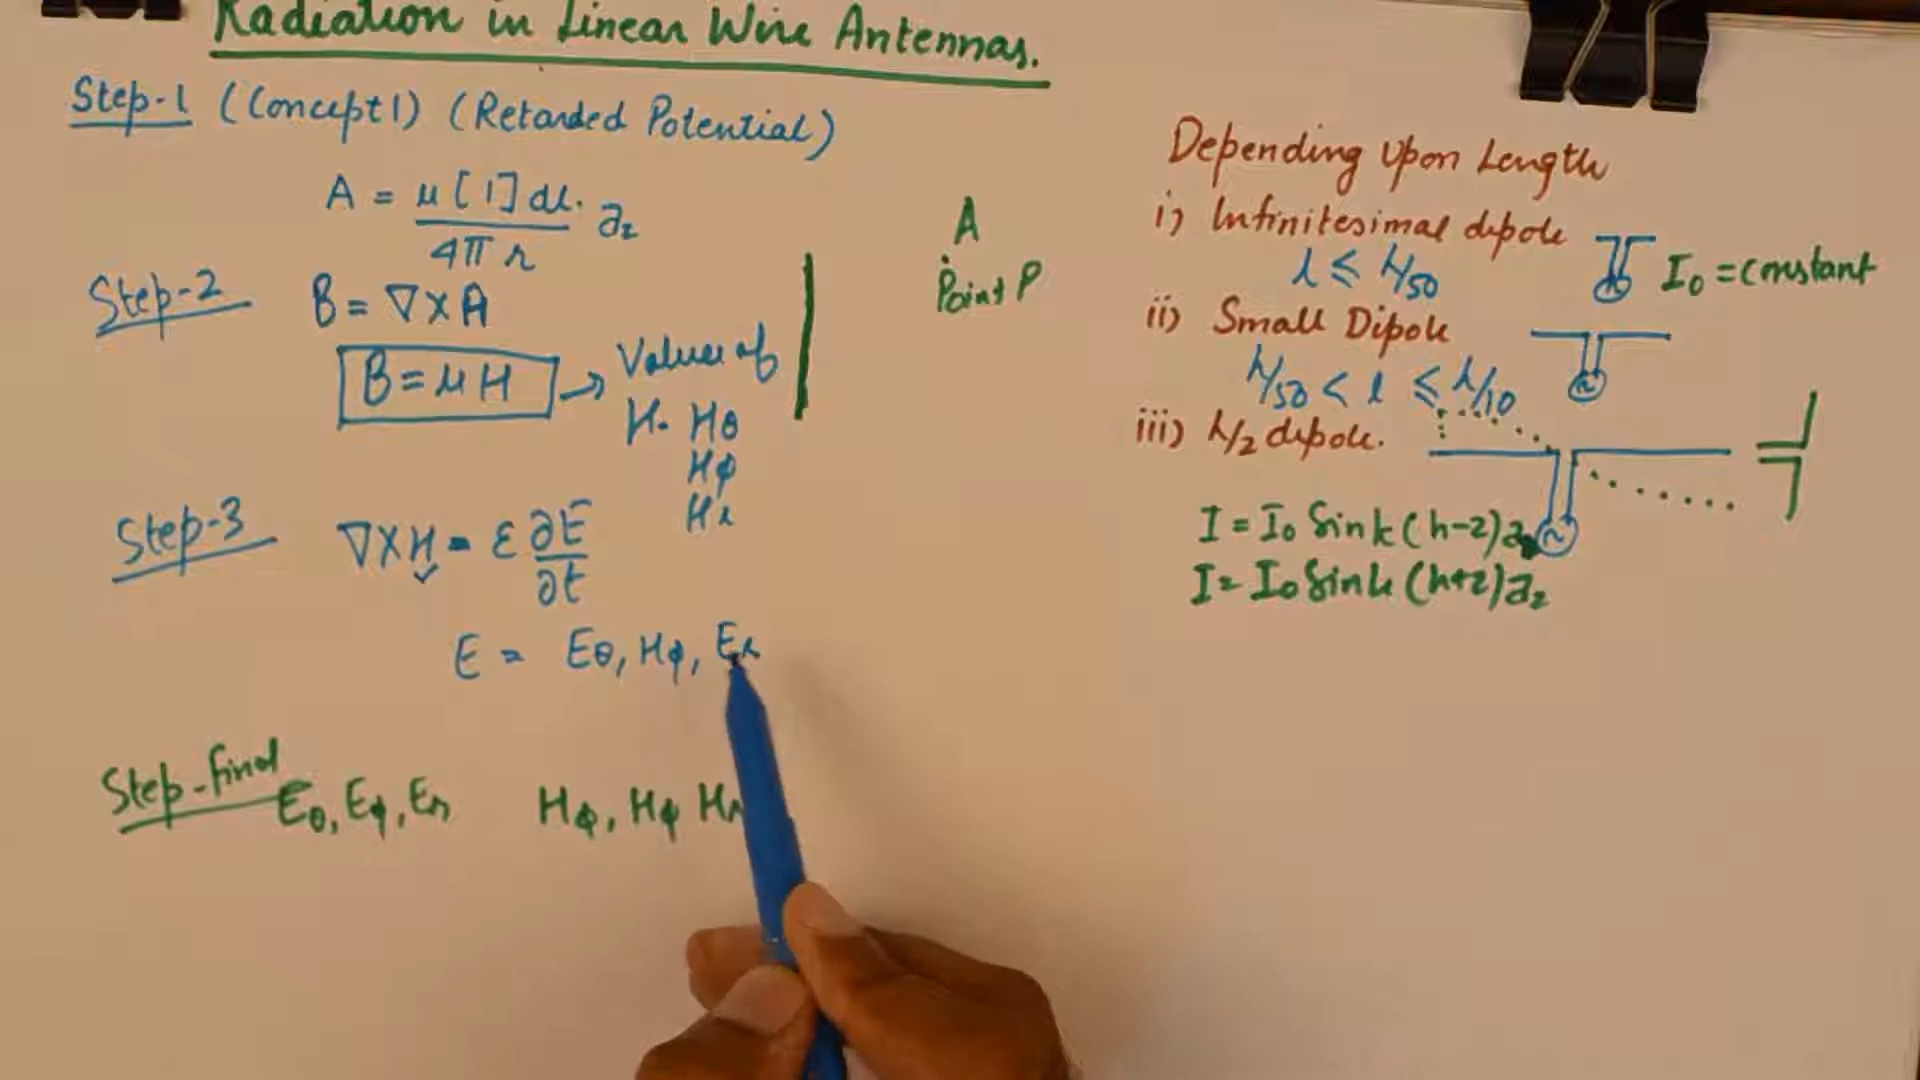 Radiation in Linear Wire Antennas.
Step-1 (Concept 1) (Retarded Potential)
A = μ [I] dl. a_z / 4π r
Step-2 B = ∇ X A
B = μ H → Values of
H. Hθ
Hφ
Hr
Step-3 ∇XH = ε ∂E / ∂t
E = Eθ, Hφ, Er
Step-final Eθ, Eφ, Er Hφ, Hφ Hr
A
Point P
Depending Upon Length
i) Infinitesimal dipole
l ≤ λ/50 I₀ = constant
ii) Small Dipole
λ/50 < l ≤ λ/10
iii) λ/2 dipole.
I = I₀ Sin k (h-z) a
I = I₀ Sin k (h+z) a_z